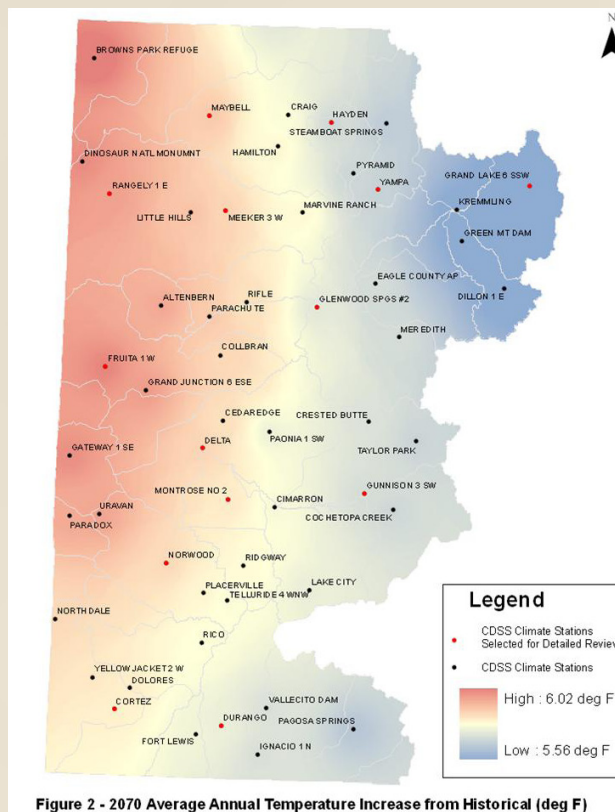 N
BROWNS PARK REFUGE
MAYBELL
CRAIG
HAYDEN
STEAMBOAT SPRINGS
HAMILTON
DINOSAUR NATL MONUMNT
PYRAMID
GRAND LAKE 6 SSW
RANGELY 1 E
YAMPA
LITTLE HILLS
MEEKER 3 W
MARVINE RANCH
KREMMLING
GREEN MT DAM
EAGLE COUNTY AP
ALTENBERN
RIFLE
GLENWOOD SPGS #2
DILLON 1 E
PARACHUTE
MEREDITH
COLLBRAN
FRUITA 1 W
GRAND JUNCTION 6 ESE
CEDAREDGE
CRESTED BUTTE
PAONIA 1 SW
DELTA
TAYLOR PARK
GATEWAY 1 SE
GUNNISON 3 SW
MONTROSE NO 2
CIMARRON
URAVAN
COCHETOPA CREEK
PARADOX
NORWOOD
RIDGWAY
PLACERVILLE
LAKE CITY
TELLURIDE 4 WNW
NORTHDALE
RICO
YELLOW JACKET 2 W
DOLORES
CORTEZ
VALLECITO DAM
DURANGO
PAGOSA SPRINGS
FORT LEWIS
IGNACIO 1 N
Legend
CDSS Climate Stations
Selected for Detailed Review
CDSS Climate Stations
High : 6.02 deg F
Low : 5.56 deg F
Figure 2 - 2070 Average Annual Temperature Increase from Historical (deg F)